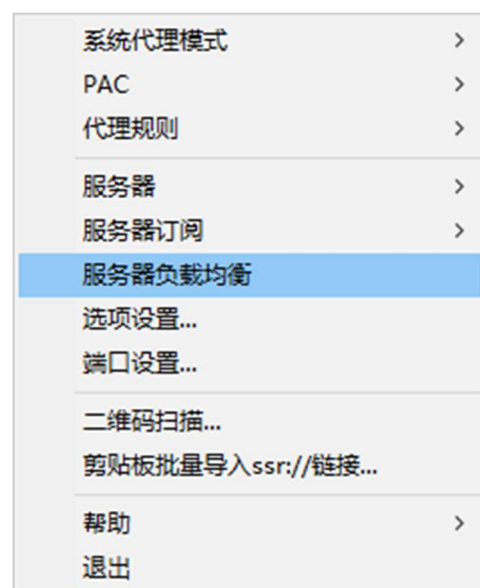 系统代理模式
PAC
代理规则
服务器
服务器订阅
服务器负载均衡
选项设置...
端口设置...
二维码扫描...
剪贴板批量导入ssr://链接...
帮助
退出